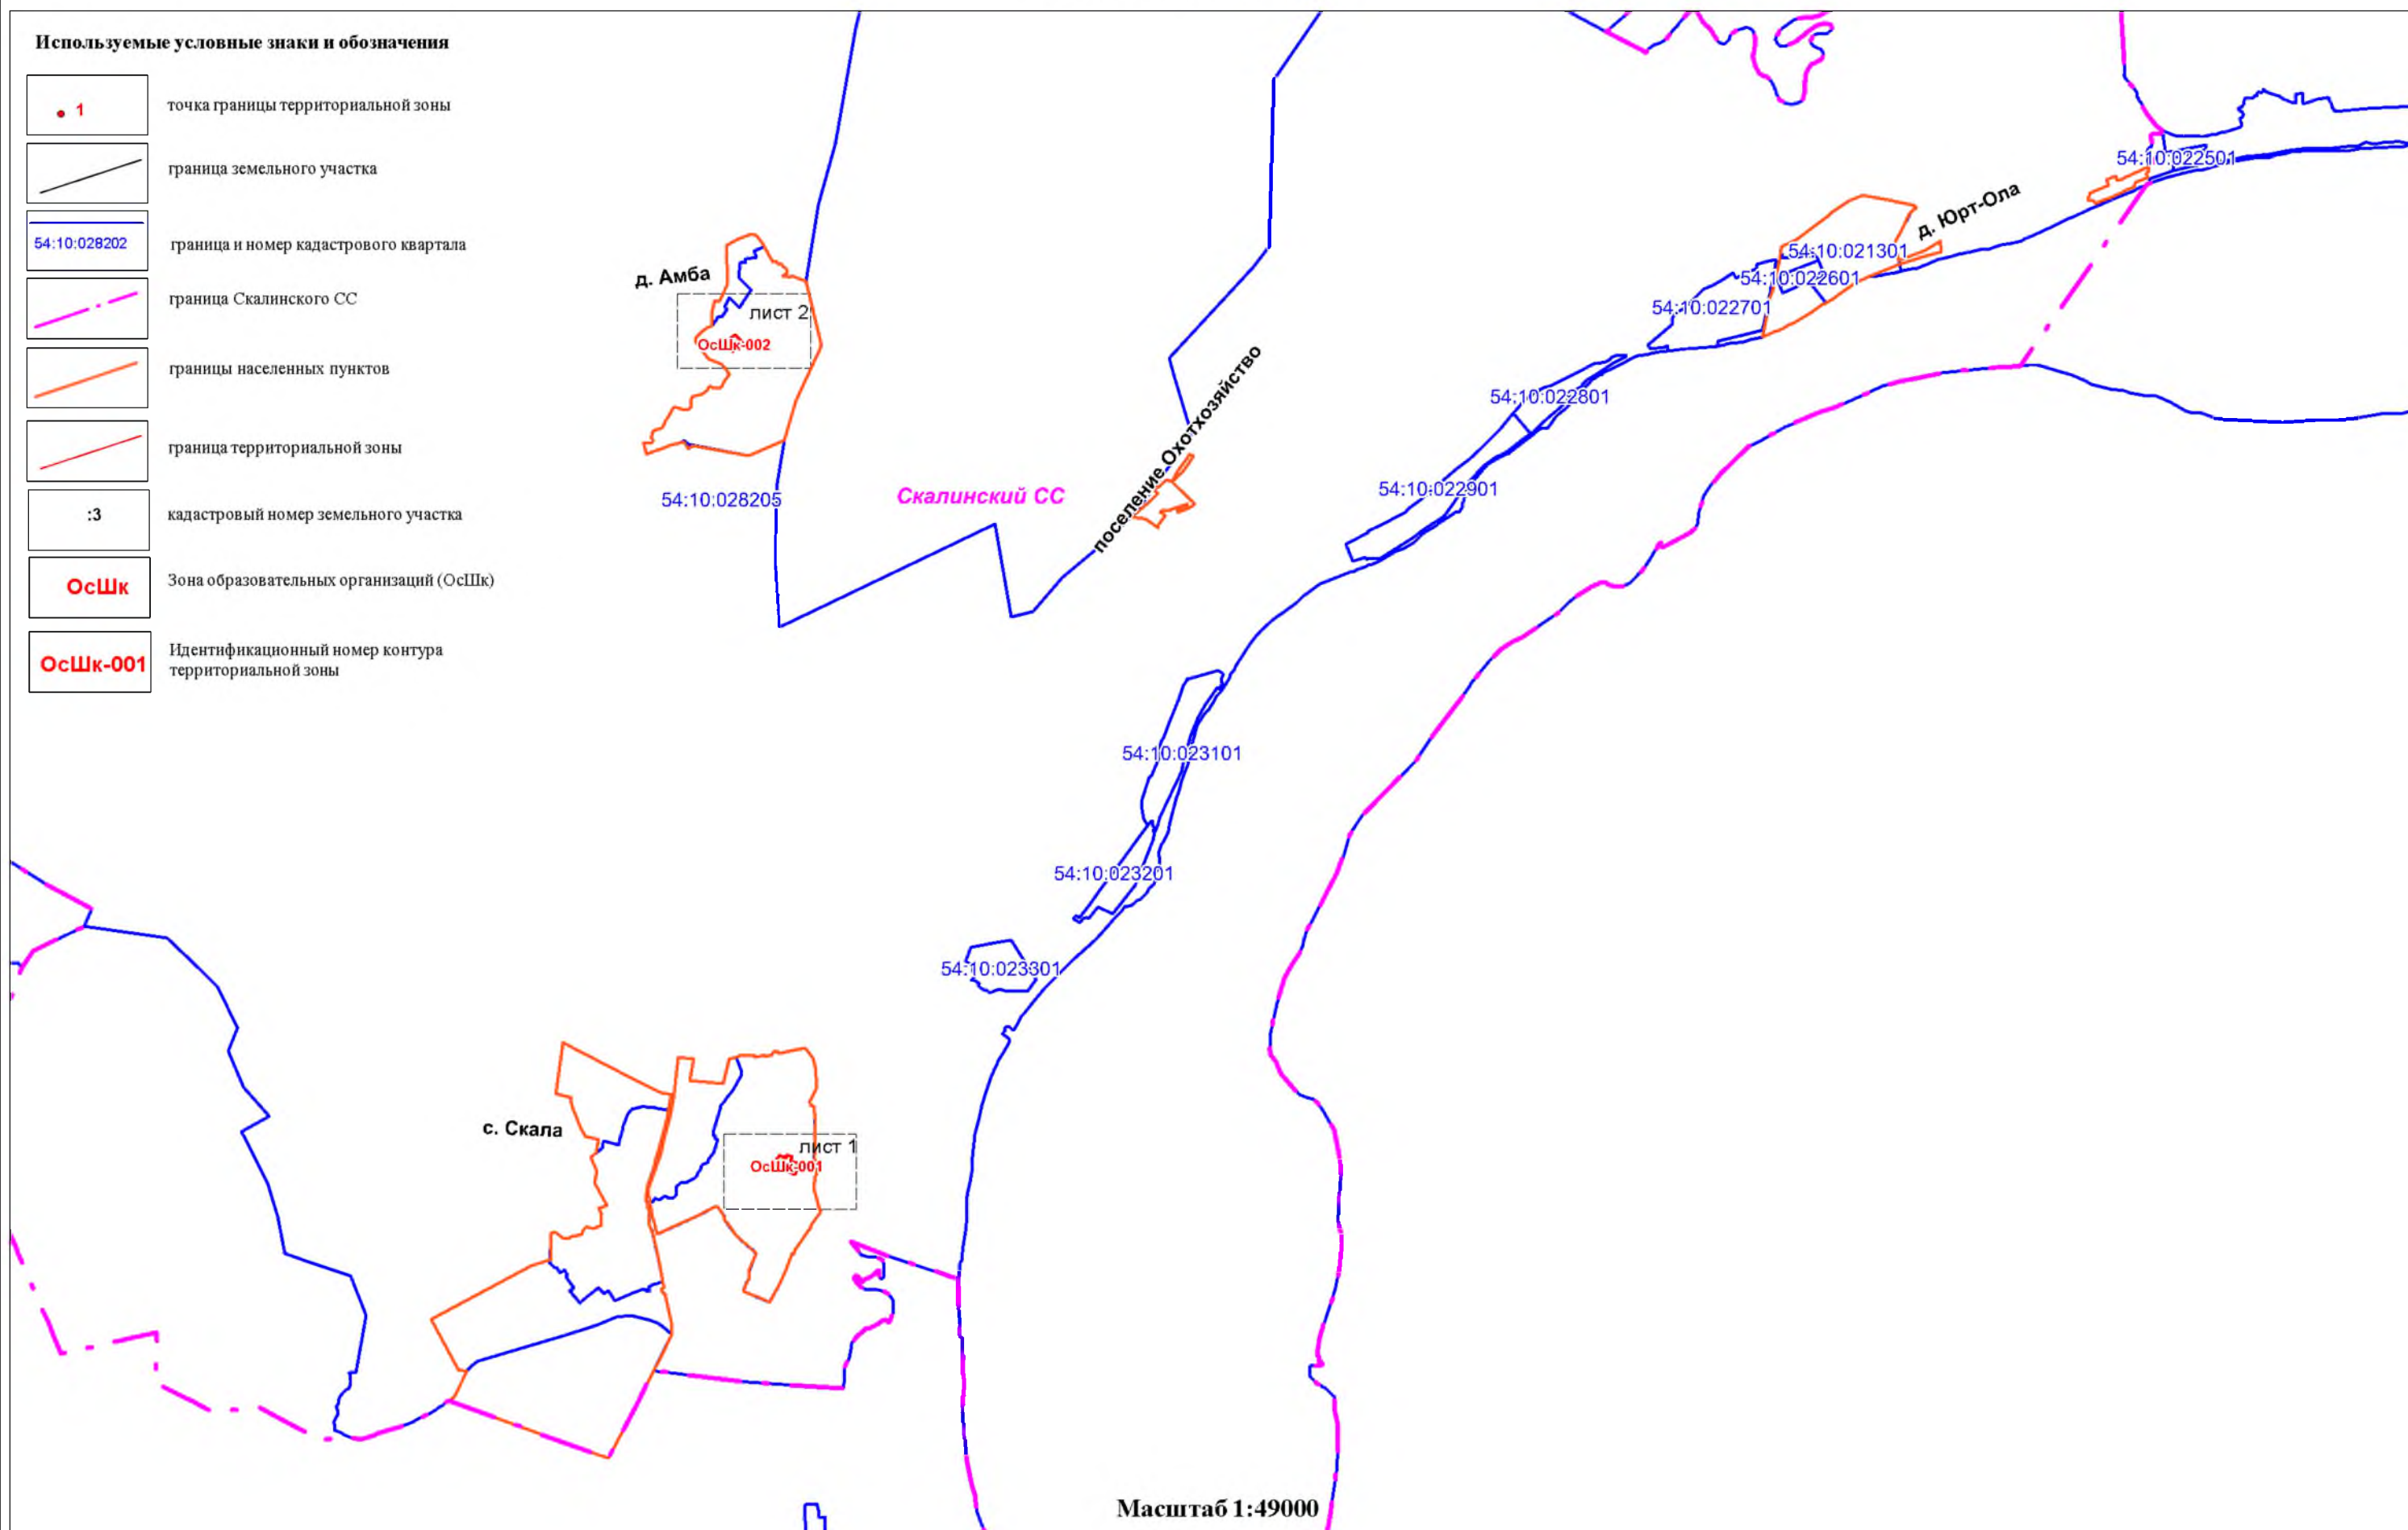 Используемые условные знаки и обозначения
1
точка границы территориальной зоны
граница земельного участка
54:10:028202
граница и номер кадастрового квартала
граница Скалинского СС
границы населенных пунктов
граница территориальной зоны
:3
кадастровый номер земельного участка
ОсШк
Зона образовательных организаций (ОсШк)
ОсШк-001
Идентификационный номер контура
территориальной зоны
54:10:022501
д. Юрт-Ола
54:10:021301
54:10:022601
54:10:022701
д. Амба
лист 2
ОсШк-002
54:10:022801
поселение Охотхозяйство
54:10:022901
Скалинский СС
54:10:028205
54:10:023101
54:10:023201
54:10:023301
с. Скала
лист 1
ОсШк-001
Масштаб 1:49000